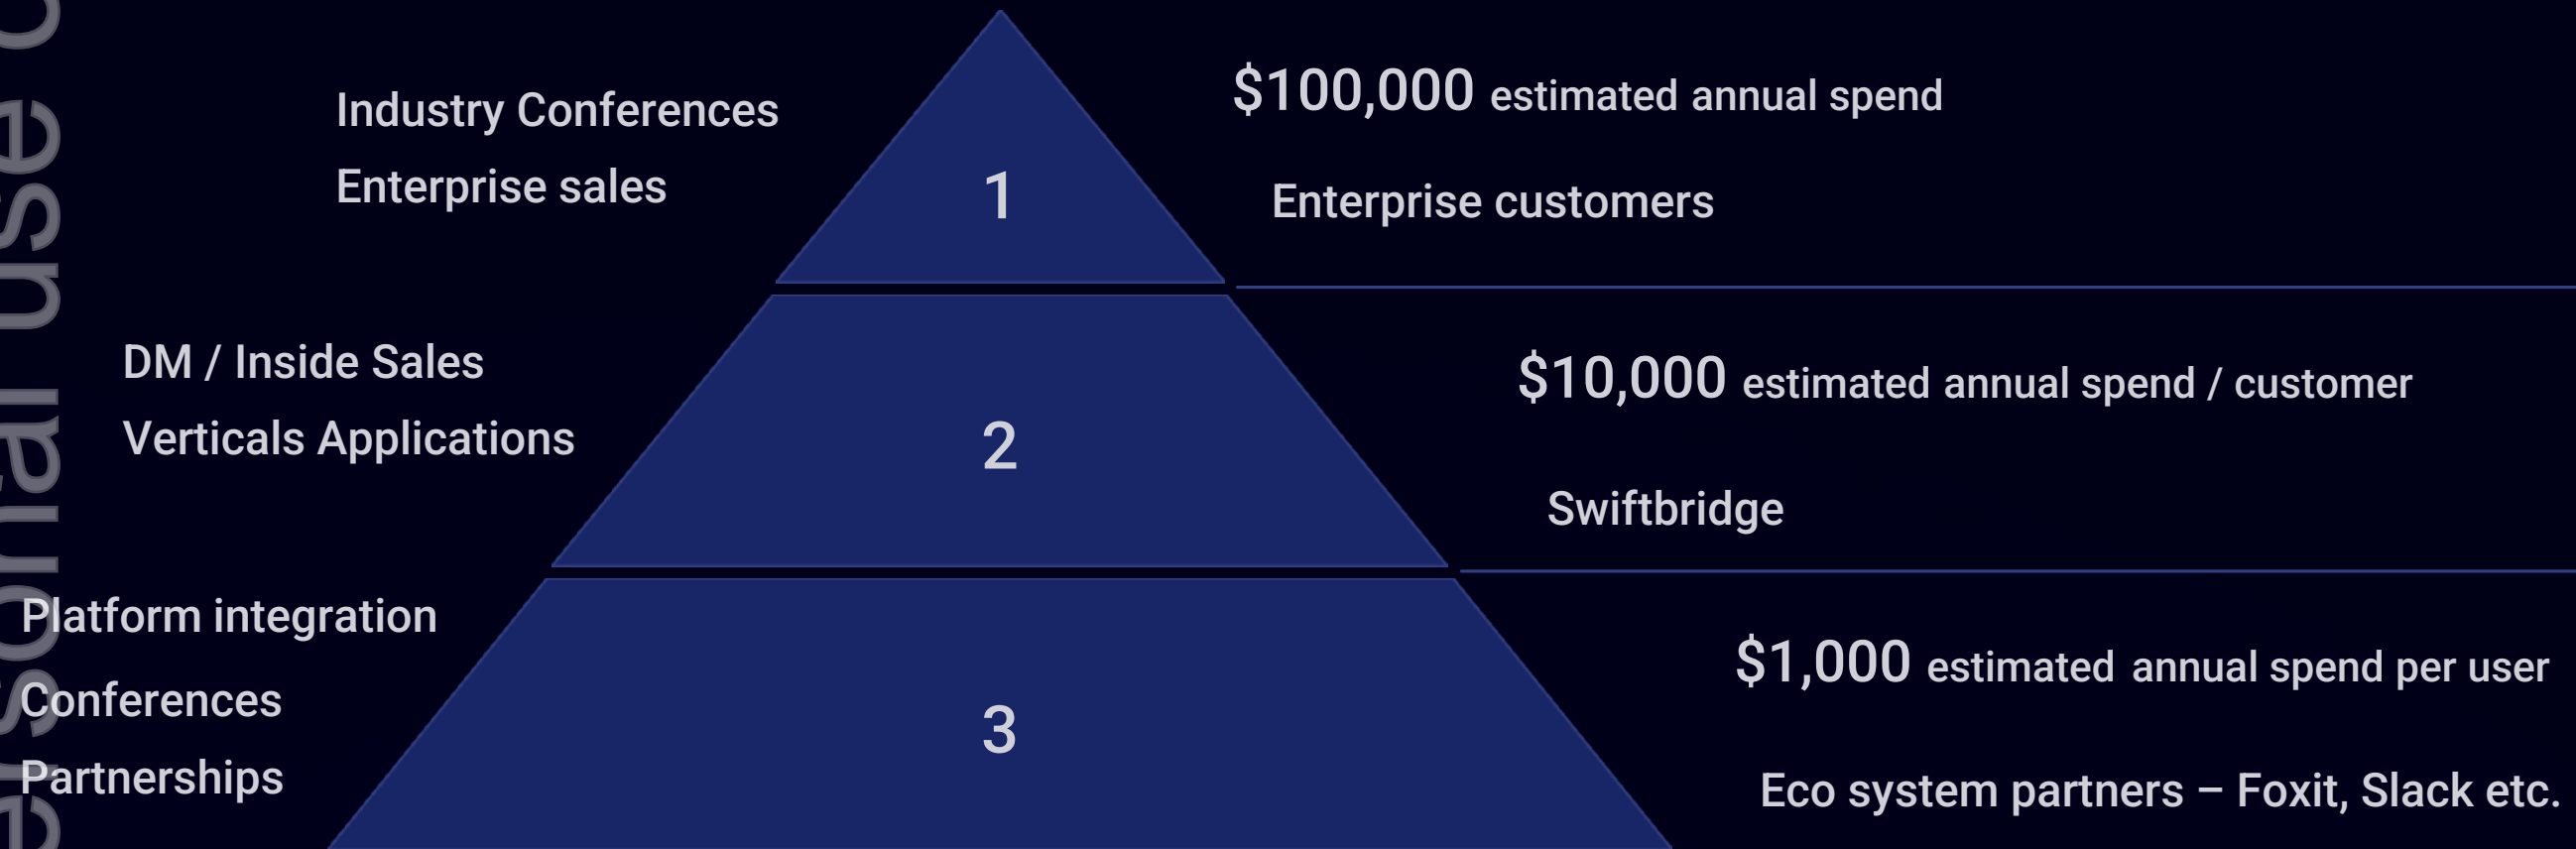 Industry Conferences
Enterprise sales
1
$100,000 estimated annual spend
Enterprise customers
DM / Inside Sales
Verticals Applications
2
$10,000 estimated annual spend / customer
Swiftbridge
Platform integration
Conferences
Partnerships
3
$1,000 estimated annual spend per user
Eco system partners – Foxit, Slack etc.
use